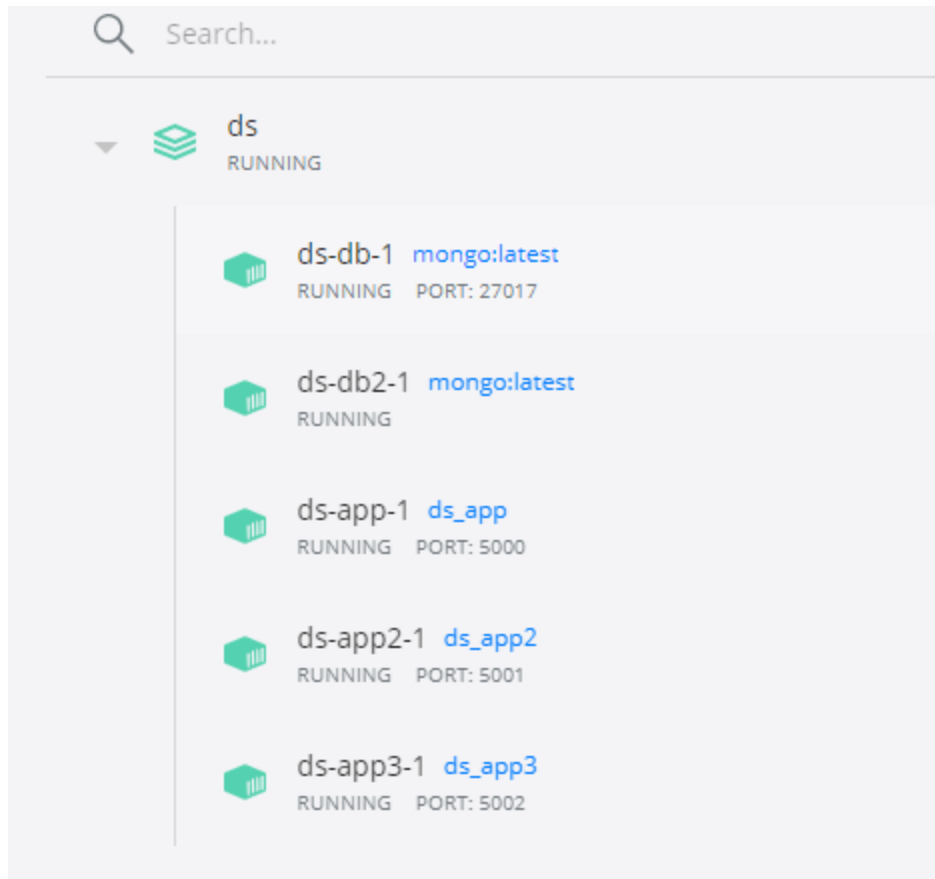 Search...
ds
RUNNING
ds-db-1 mongo:latest
RUNNING PORT: 27017
ds-db2-1 mongo:latest
RUNNING
ds-app-1 ds_app
RUNNING PORT: 5000
ds-app2-1 ds_app2
RUNNING PORT: 5001
ds-app3-1 ds_app3
RUNNING PORT: 5002